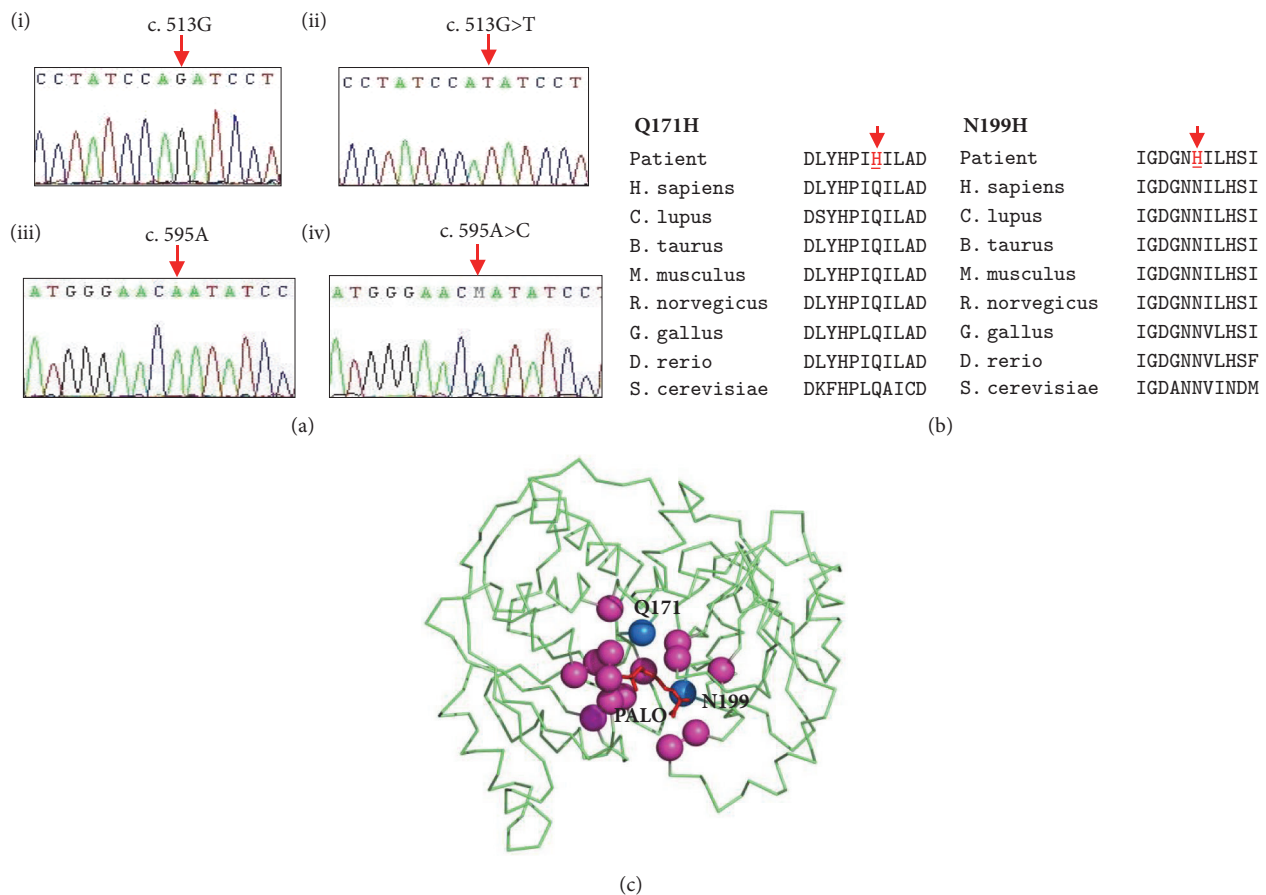 (i)
c. 513G
CCTATCCAGATCCT
(ii)
c. 513G>T
CCTATCCATATCCT
(iii)
c. 595A
ATGGGAACAATATCC
(iv)
c. 595A>C
ATGGGAACMATATCCT
(a)
Q171H
Patient DLYHPIHILAD
H. sapiens DLYHPIQILAD
C. lupus DSYHPIQILAD
B. taurus DLYHPIQILAD
M. musculus DLYHPIQILAD
R. norvegicus DLYHPIQILAD
G. gallus DLYHPLQILAD
D. rerio DLYHPIQILAD
S. cerevisiae DKFHPLQAICD
N199H
Patient IGDGNHILHSI
H. sapiens IGDGNNILHSI
C. lupus IGDGNNILHSI
B. taurus IGDGNNILHSI
M. musculus IGDGNNILHSI
R. norvegicus IGDGNNILHSI
G. gallus IGDGNNVLHSI
D. rerio IGDGNNVLHSF
S. cerevisiae IGDANNVINDM
(b)
Q171
N199
PALO
(c)